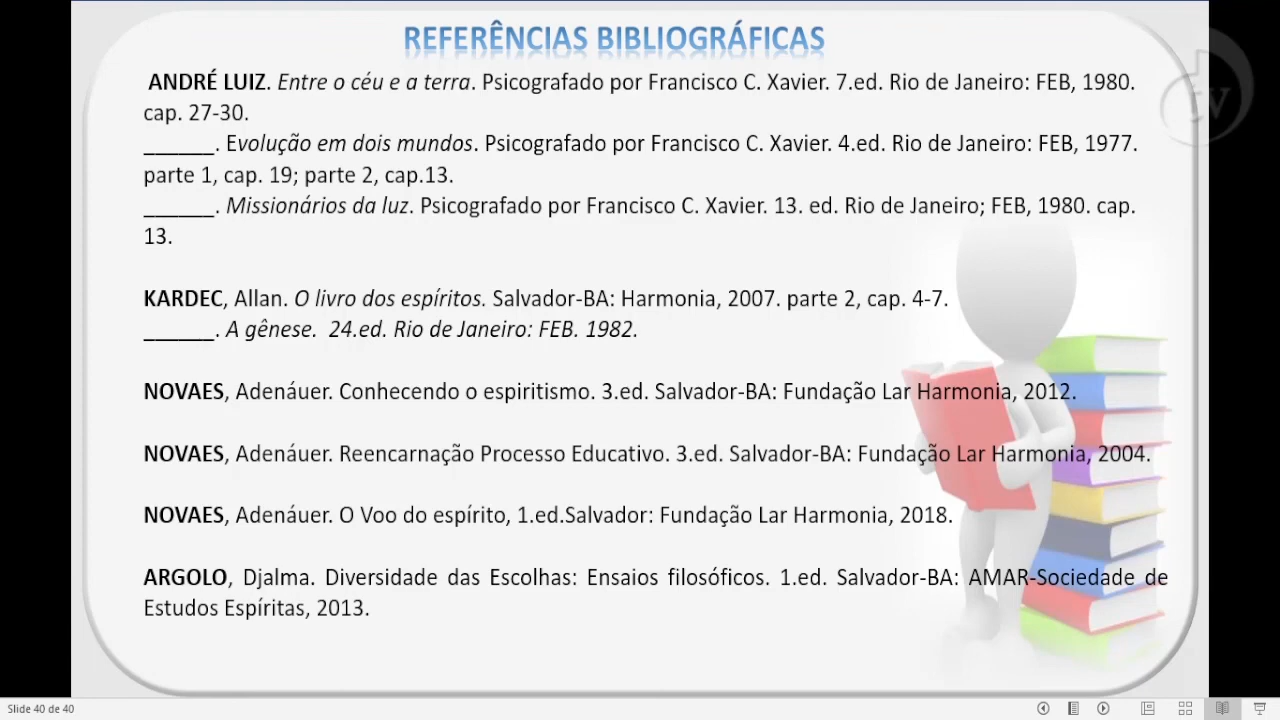 REFERÊNCIAS BIBLIOGRÁFICAS
ANDRÉ LUIZ. Entre o céu e a terra. Psicografado por Francisco C. Xavier. 7.ed. Rio de Janeiro: FEB, 1980.
cap. 27-30.
______. Evolução em dois mundos. Psicografado por Francisco C. Xavier. 4.ed. Rio de Janeiro: FEB, 1977.
parte 1, cap. 19; parte 2, cap.13.
______. Missionários da luz. Psicografado por Francisco C. Xavier. 13. ed. Rio de Janeiro; FEB, 1980. cap.
13.
KARDEC, Allan. O livro dos espíritos. Salvador-BA: Harmonia, 2007. parte 2, cap. 4-7.
______. A gênese. 24.ed. Rio de Janeiro: FEB. 1982.
NOVAES, Adenáuer. Conhecendo o espiritismo. 3.ed. Salvador-BA: Fundação Lar Harmonia, 2012.
NOVAES, Adenáuer. Reencarnação Processo Educativo. 3.ed. Salvador-BA: Fundação Lar Harmonia, 2004.
NOVAES, Adenáuer. O Voo do espírito, 1.ed.Salvador: Fundação Lar Harmonia, 2018.
ARGOLO, Djalma. Diversidade das Escolhas: Ensaios filosóficos. 1.ed. Salvador-BA: AMAR-Sociedade de
Estudos Espíritas, 2013.
tv
Slide 40 de 40